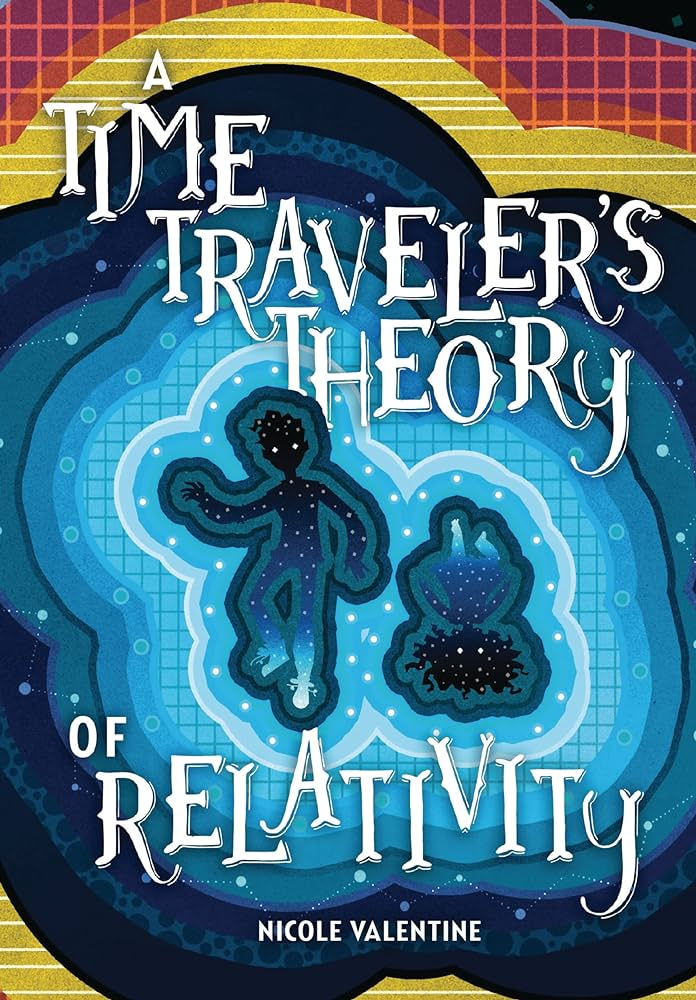 A
TIME
TRAVELER'S
THEORY
OF
RELATIVITY
NICOLE VALENTINE